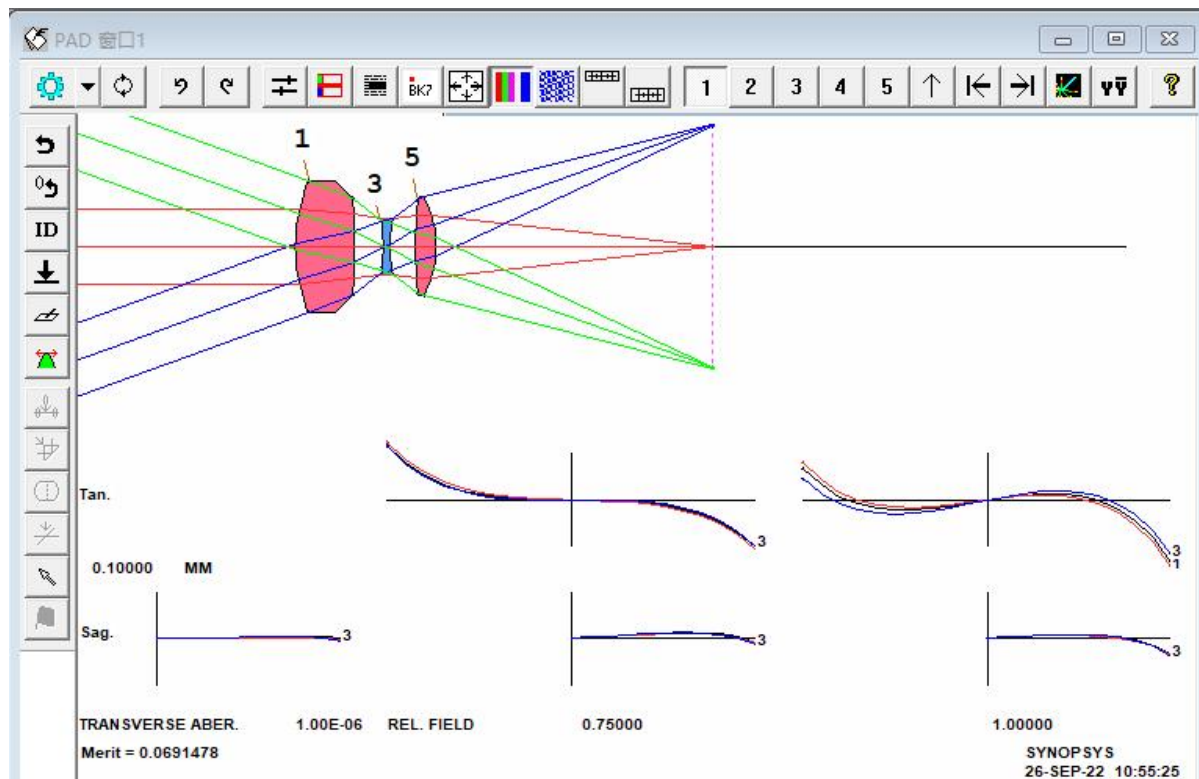 PAD 窗口1
BK7 1 2 3 4 5 ?
0
ID
1
3
5
Tan.
3
3
1
0.10000 MM
Sag.
3
3
3
TRANSVERSE ABER. 1.00E-06 REL. FIELD 0.75000 1.00000
Merit = 0.0691478
SYNOPSYS
26-SEP-22 10:55:25